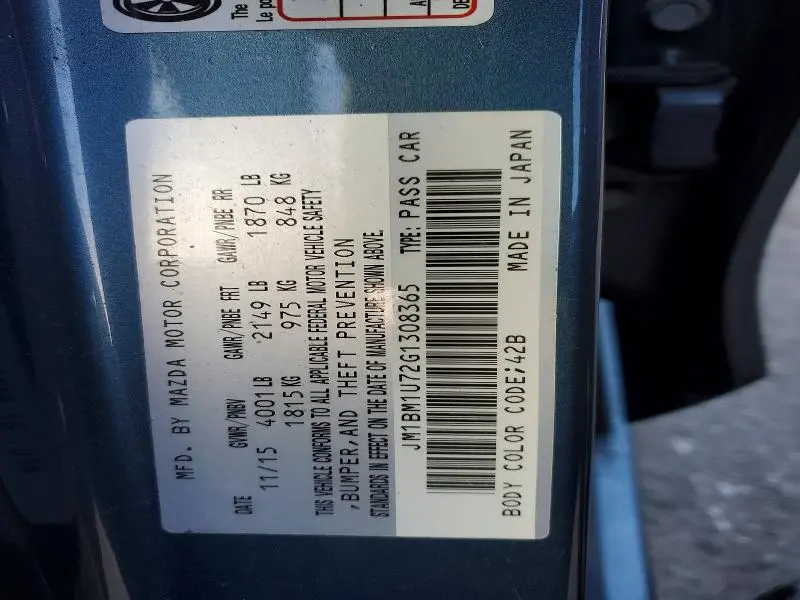 The
Le po
MFD. BY MAZDA MOTOR CORPORATION
DATE GVWR/PNBV GAWR/PNBE FRT GAWR/PNBE RR
11/15 4001LB 2149 LB 1870 LB
1815KG 975 KG 848 KG
THIS VEHICLE CONFORMS TO ALL APPLICABLE FEDERAL MOTOR VEHICLE SAFETY
,BUMPER,AND THEFT PREVENTION
STANDARDS IN EFFECT ON THE DATE OF MANUFACTURE SHOWN ABOVE.
JM1BM1U72G1308365 TYPE: PASS CAR
BODY COLOR CODE;42B MADE IN JAPAN